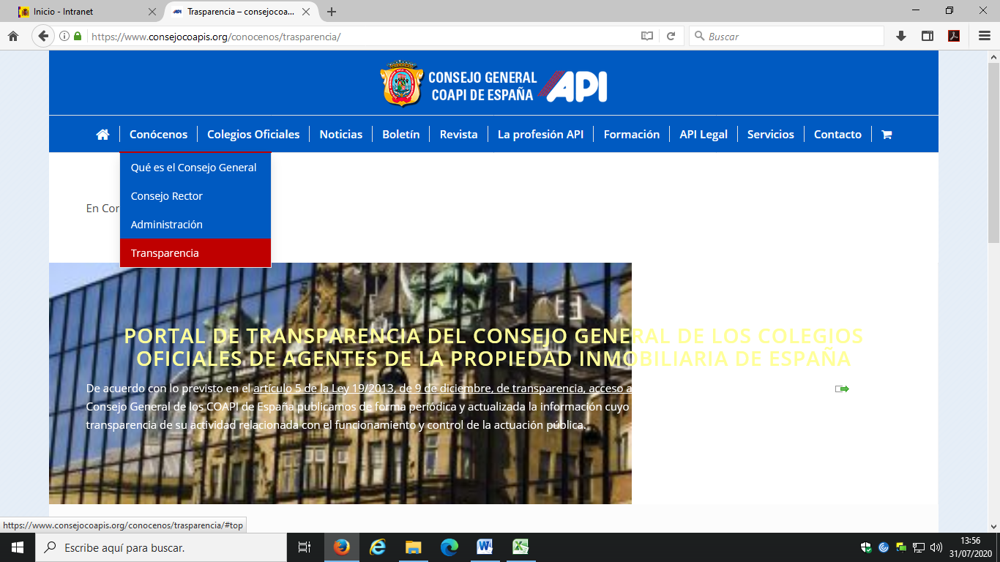 Inicio - Intranet
Trasparencia – consejocoa...
https://www.consejocoapis.org/conocenos/trasparencia/
Buscar
CONSEJO GENERAL
COAPI DE ESPAÑA
API
Conócenos
Colegios Oficiales
Noticias
Boletín
Revista
La profesión API
Formación
API Legal
Servicios
Contacto
Qué es el Consejo General
Consejo Rector
Administración
Transparencia
En Cor
PORTAL DE TRANSPARENCIA DEL CONSEJO GENERAL DE LOS COLEGIOS
OFICIALES DE AGENTES DE LA PROPIEDAD INMOBILIARIA DE ESPAÑA
De acuerdo con lo previsto en el artículo 5 de la Ley 19/2013, de 9 de diciembre, de transparencia, acceso a
Consejo General de los COAPI de España publicamos de forma periódica y actualizada la información cuyo
transparencia de su actividad relacionada con el funcionamiento y control de la actuación pública.
https://www.consejocoapis.org/conocenos/trasparencia/#top
Escribe aquí para buscar.
13:56
31/07/2020